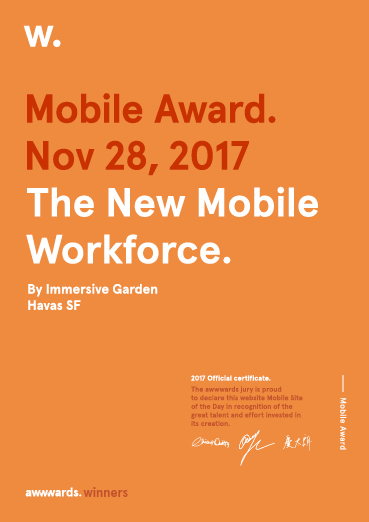 W.
Mobile Award.
Nov 28, 2017
The New Mobile
Workforce.
By Immersive Garden
Havas SF
2017 Official certificate.
The awwwards jury is proud
to declare this website Mobile Site
of the Day in recognition of the
great talent and effort invested in
its creation.
Mobile Award
awwwards. winners